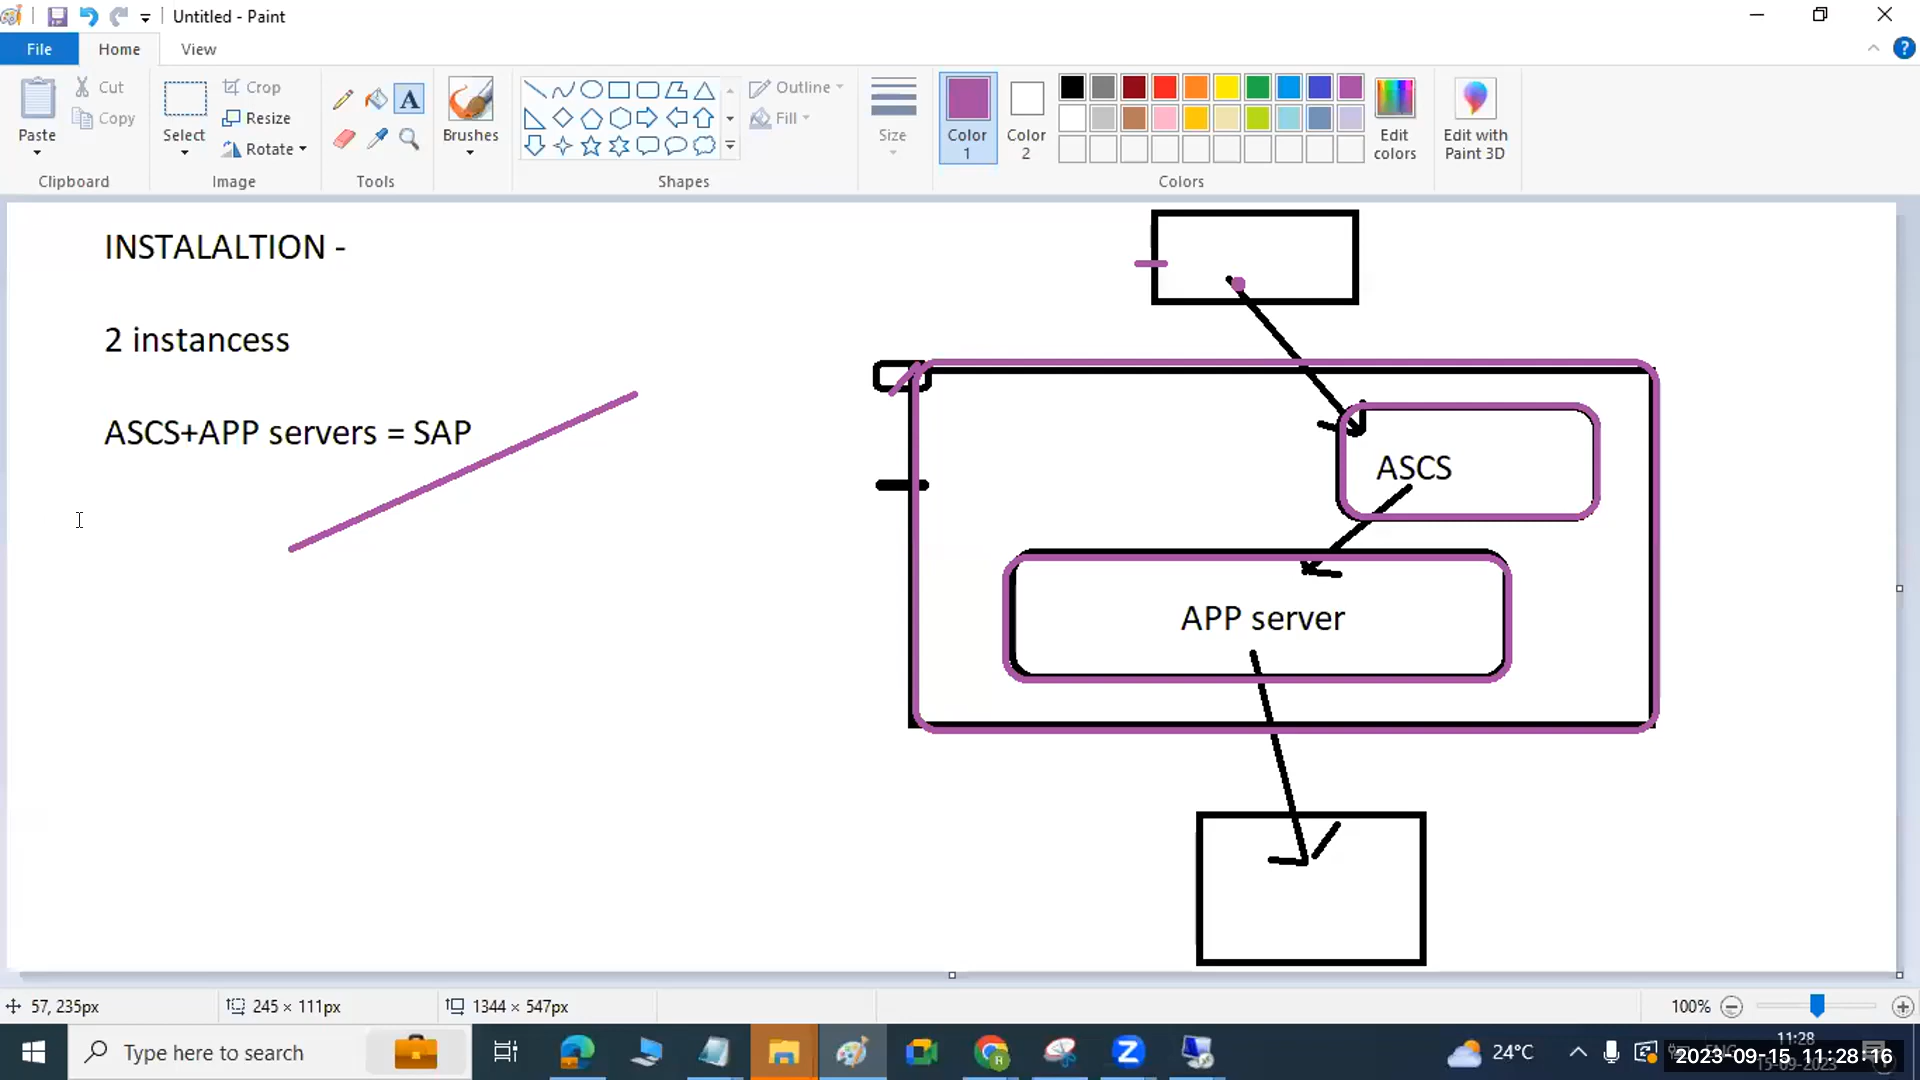 Untitled - Paint
File Home View
Paste
Cut
Copy
Clipboard
Select
Crop
Resize
Rotate
Image
Tools
Brushes
Shapes
Outline
Fill
Size
Color 1
Color 2
Edit colors
Edit with Paint 3D
Colors
INSTALALTION -
2 instancess
ASCS+APP servers = SAP
ASCS
APP server
57, 235px
245 × 111px
1344 × 547px
100%
Type here to search
24°C
11:28
2023-09-15 11:28:16